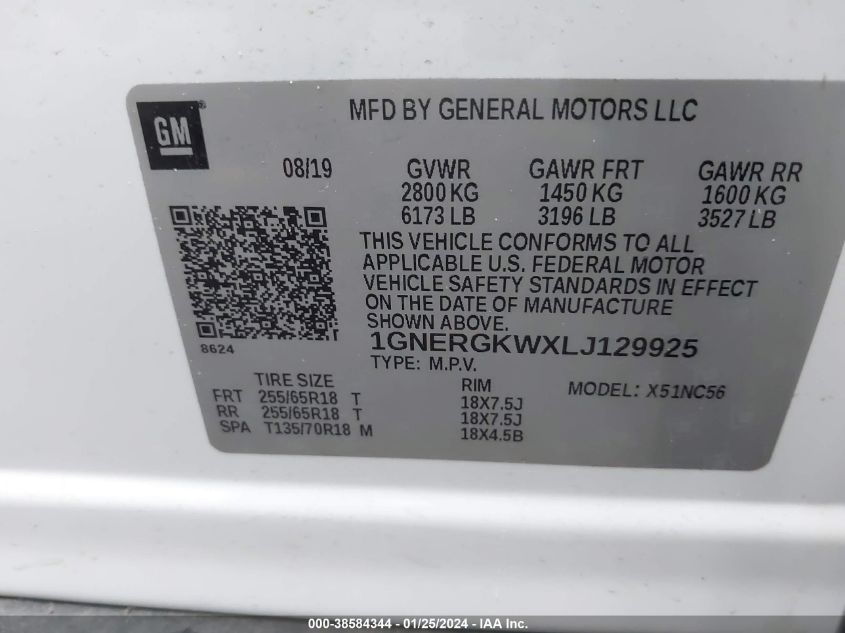 GM
MFD BY GENERAL MOTORS LLC
08/19 GVWR GAWR FRT GAWR RR
2800 KG 1450 KG 1600 KG
6173 LB 3196 LB 3527 LB
THIS VEHICLE CONFORMS TO ALL
APPLICABLE U.S. FEDERAL MOTOR
VEHICLE SAFETY STANDARDS IN EFFECT
ON THE DATE OF MANUFACTURE
SHOWN ABOVE.
8624
1GNERGKWXLJ129925
TYPE: M.P.V.
TIRE SIZE RIM MODEL: X51NC56
FRT 255/65R18 T 18X7.5J
RR 255/65R18 T 18X7.5J
SPA T135/70R18 M 18X4.5B
000-38584344 - 01/25/2024 - IAA Inc.